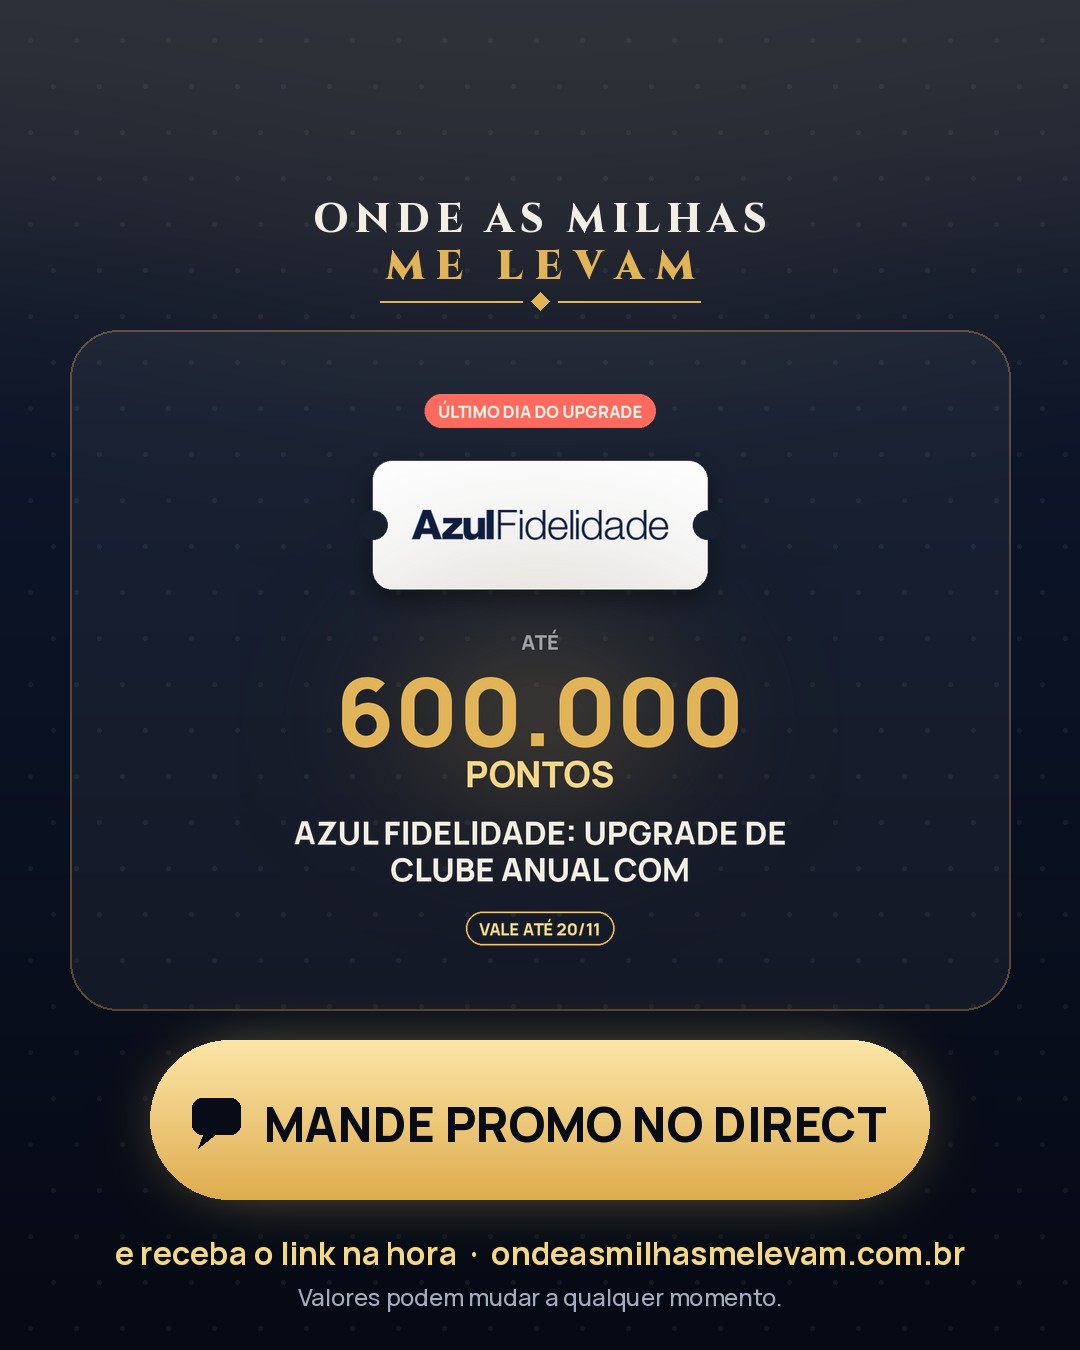 ONDE AS MILHAS
ME LEVAM
ÚLTIMO DIA DO UPGRADE
AzulFidelidade
ATÉ
600.000
PONTOS
AZUL FIDELIDADE: UPGRADE DE
CLUBE ANUAL COM
VALE ATÉ 20/11
MANDE PROMO NO DIRECT
e receba o link na hora · ondeasmilhasmelevam.com.br
Valores podem mudar a qualquer momento.